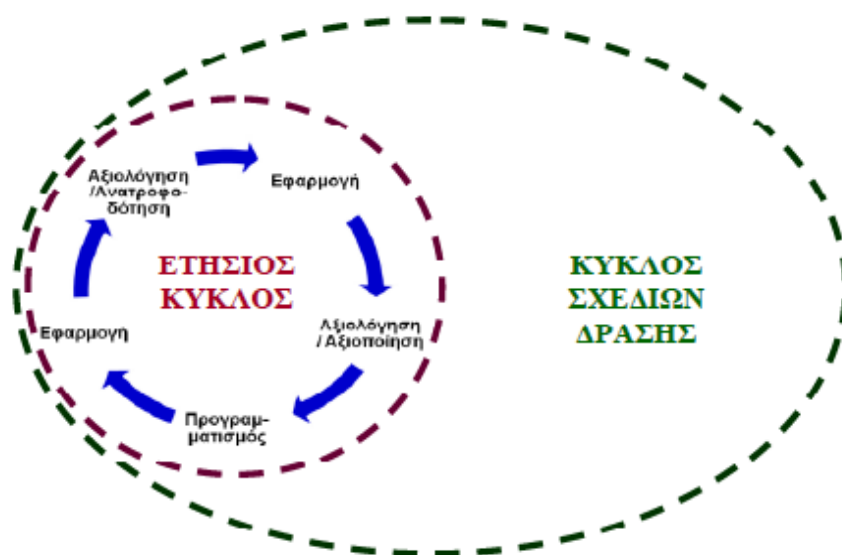 Αξιολόγηση
/Ανατροφο-
δότηση
Εφαρμογή
ΕΤΗΣΙΟΣ
ΚΥΚΛΟΣ
ΚΥΚΛΟΣ
ΣΧΕΔΙΩΝ
ΔΡΑΣΗΣ
Εφαρμογή
Αξιολόγηση
/Αξιοποίηση
Προγραμ-
ματισμός